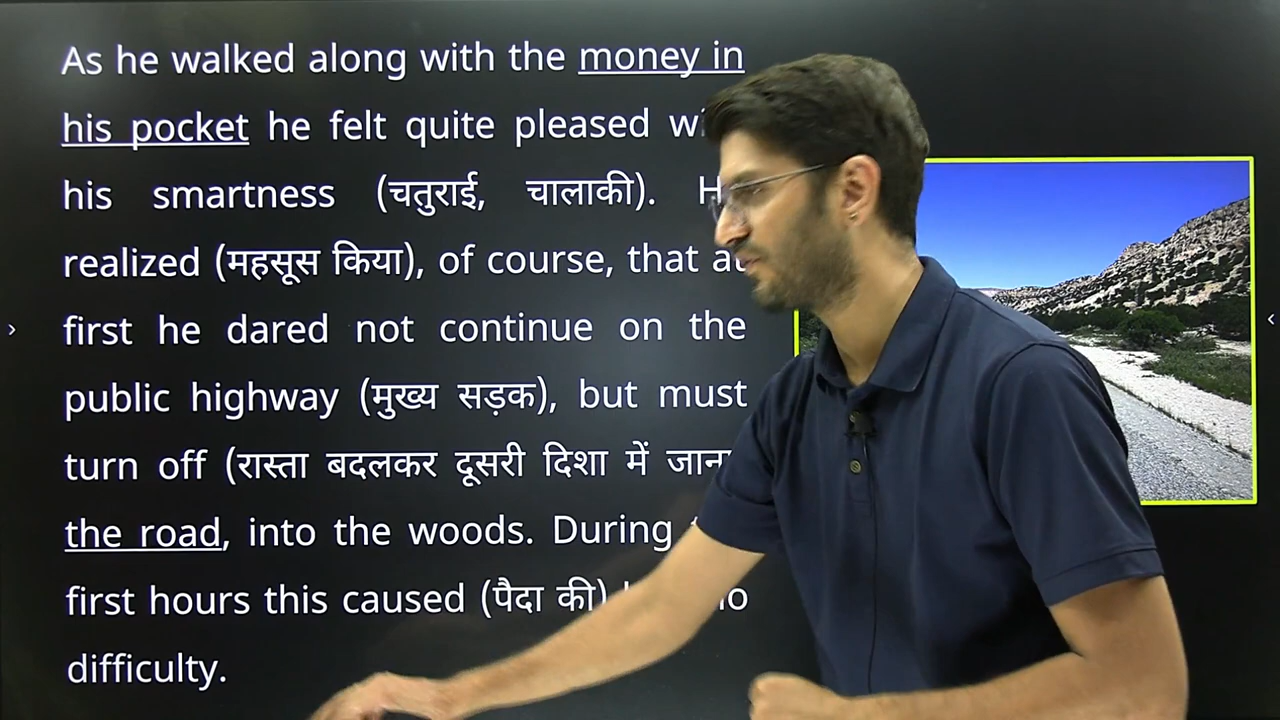 As he walked along with the money in
his pocket he felt quite pleased
his smartness (चतुराई, चालाकी).
realized (महसूस किया), of course, that at
first he dared not continue on the
public highway (मुख्य सड़क), but must
turn off (रास्ता बदलकर दूसरी दिशा में जाना
the road, into the woods. During
first hours this caused (पैदा की)
difficulty.